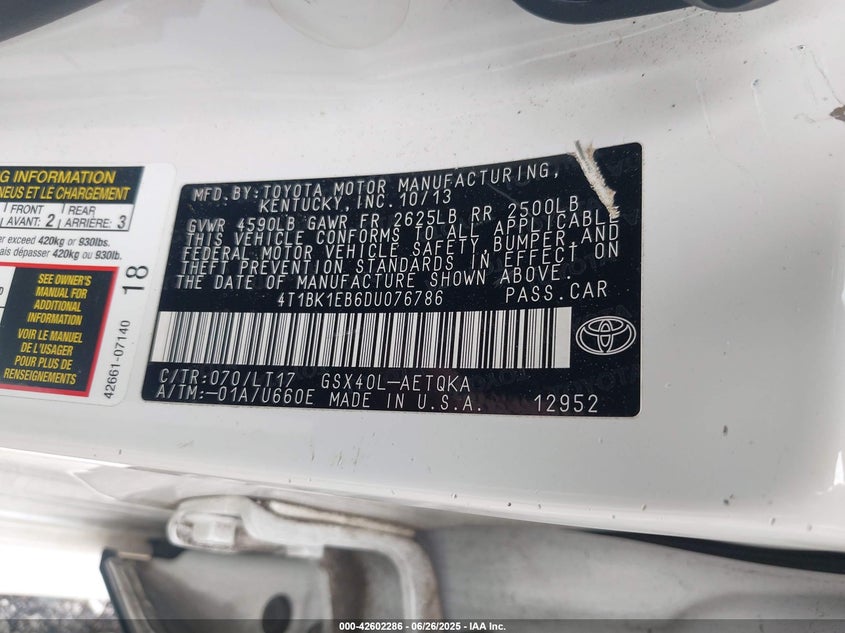 NG INFORMATION
NEUS ET LE CHARGEMENT
FRONT
AVANT: 2
REAR
ARRIÈRE: 3
er exceed 420kg or 930lbs.
ais dépasser 420kg ou 930lb.
SEE OWNER'S
MANUAL FOR
ADDITIONAL
INFORMATION
VOIR LE MANUEL
DE L'USAGER
POUR PLUS DE
RENSEIGNEMENTS
18
42661-07140
MFD. BY: TOYOTA MOTOR MANUFACTURING,
KENTUCKY, INC. 10/13
GVWR 4590LB GAWR FR 2625LB RR 2500LB
THIS VEHICLE CONFORMS TO ALL APPLICABLE
FEDERAL MOTOR VEHICLE SAFETY, BUMPER, AND
THEFT PREVENTION STANDARDS IN EFFECT ON
THE DATE OF MANUFACTURE SHOWN ABOVE.
4T1BK1EB6DU076786 PASS. CAR
C/TR: 070/LT17 GSX40L-AETQKA
A/TM: -01A/U660E MADE IN U.S.A. 12952
000-42602286 - 06/26/2025 - IAA Inc.